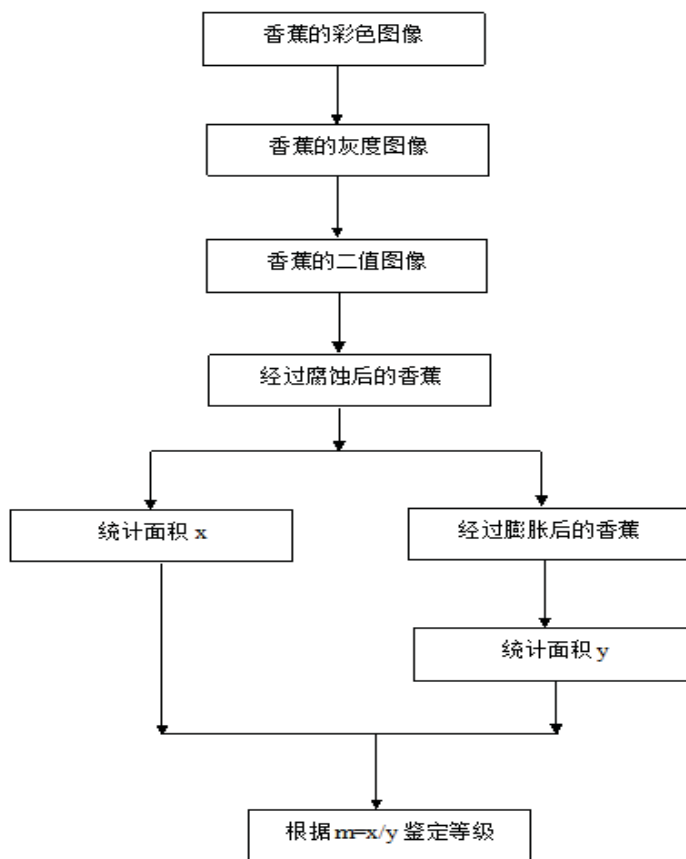 香蕉的彩色图像
香蕉的灰度图像
香蕉的二值图像
经过腐蚀后的香蕉
统计面积 x
经过膨胀后的香蕉
统计面积 y
根据 m=x/y 鉴定等级